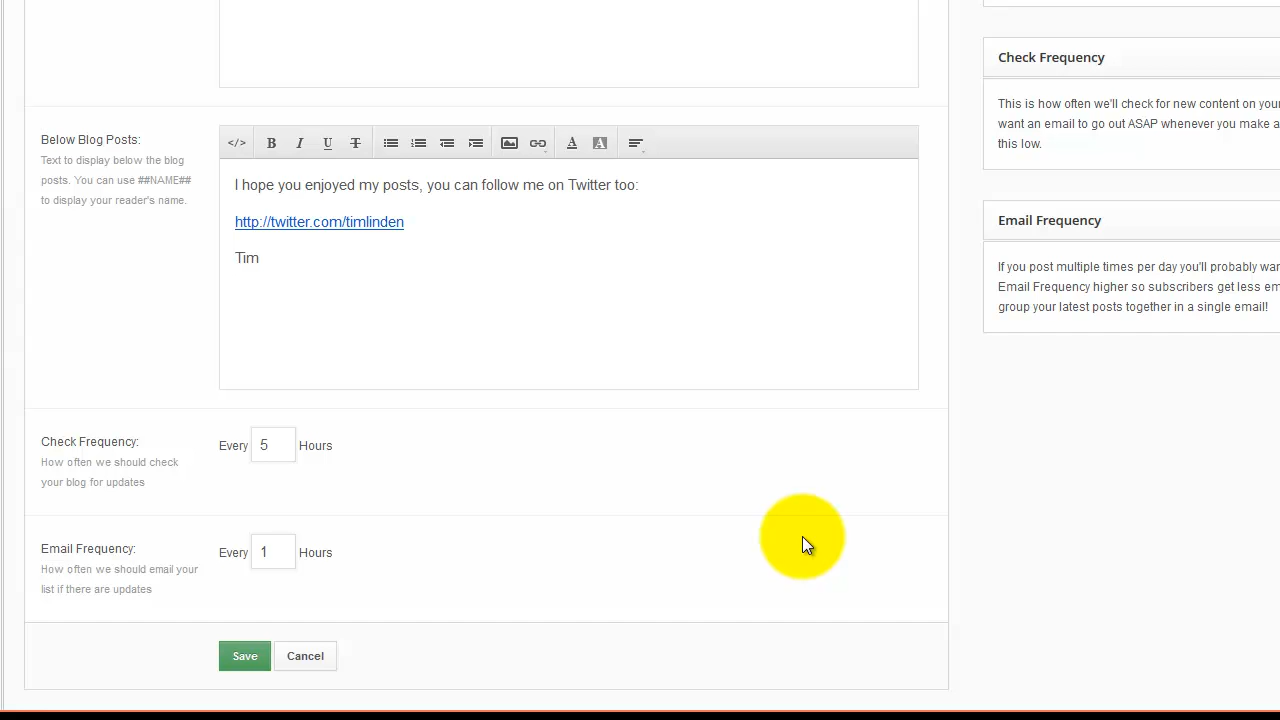 Below Blog Posts:
Text to display below the blog
posts. You can use ##NAME##
to display your reader's name.
</>
B I U T
A A
I hope you enjoyed my posts, you can follow me on Twitter too:
http://twitter.com/timlinden
Tim
Check Frequency:
How often we should check
your blog for updates
Every 5 Hours
Email Frequency:
How often we should email your
list if there are updates
Every 1 Hours
Save Cancel
Check Frequency
This is how often we'll check for new content on your
want an email to go out ASAP whenever you make a
this low.
Email Frequency
If you post multiple times per day you'll probably
Email Frequency higher so subscribers get less
group your latest posts together in a single email!